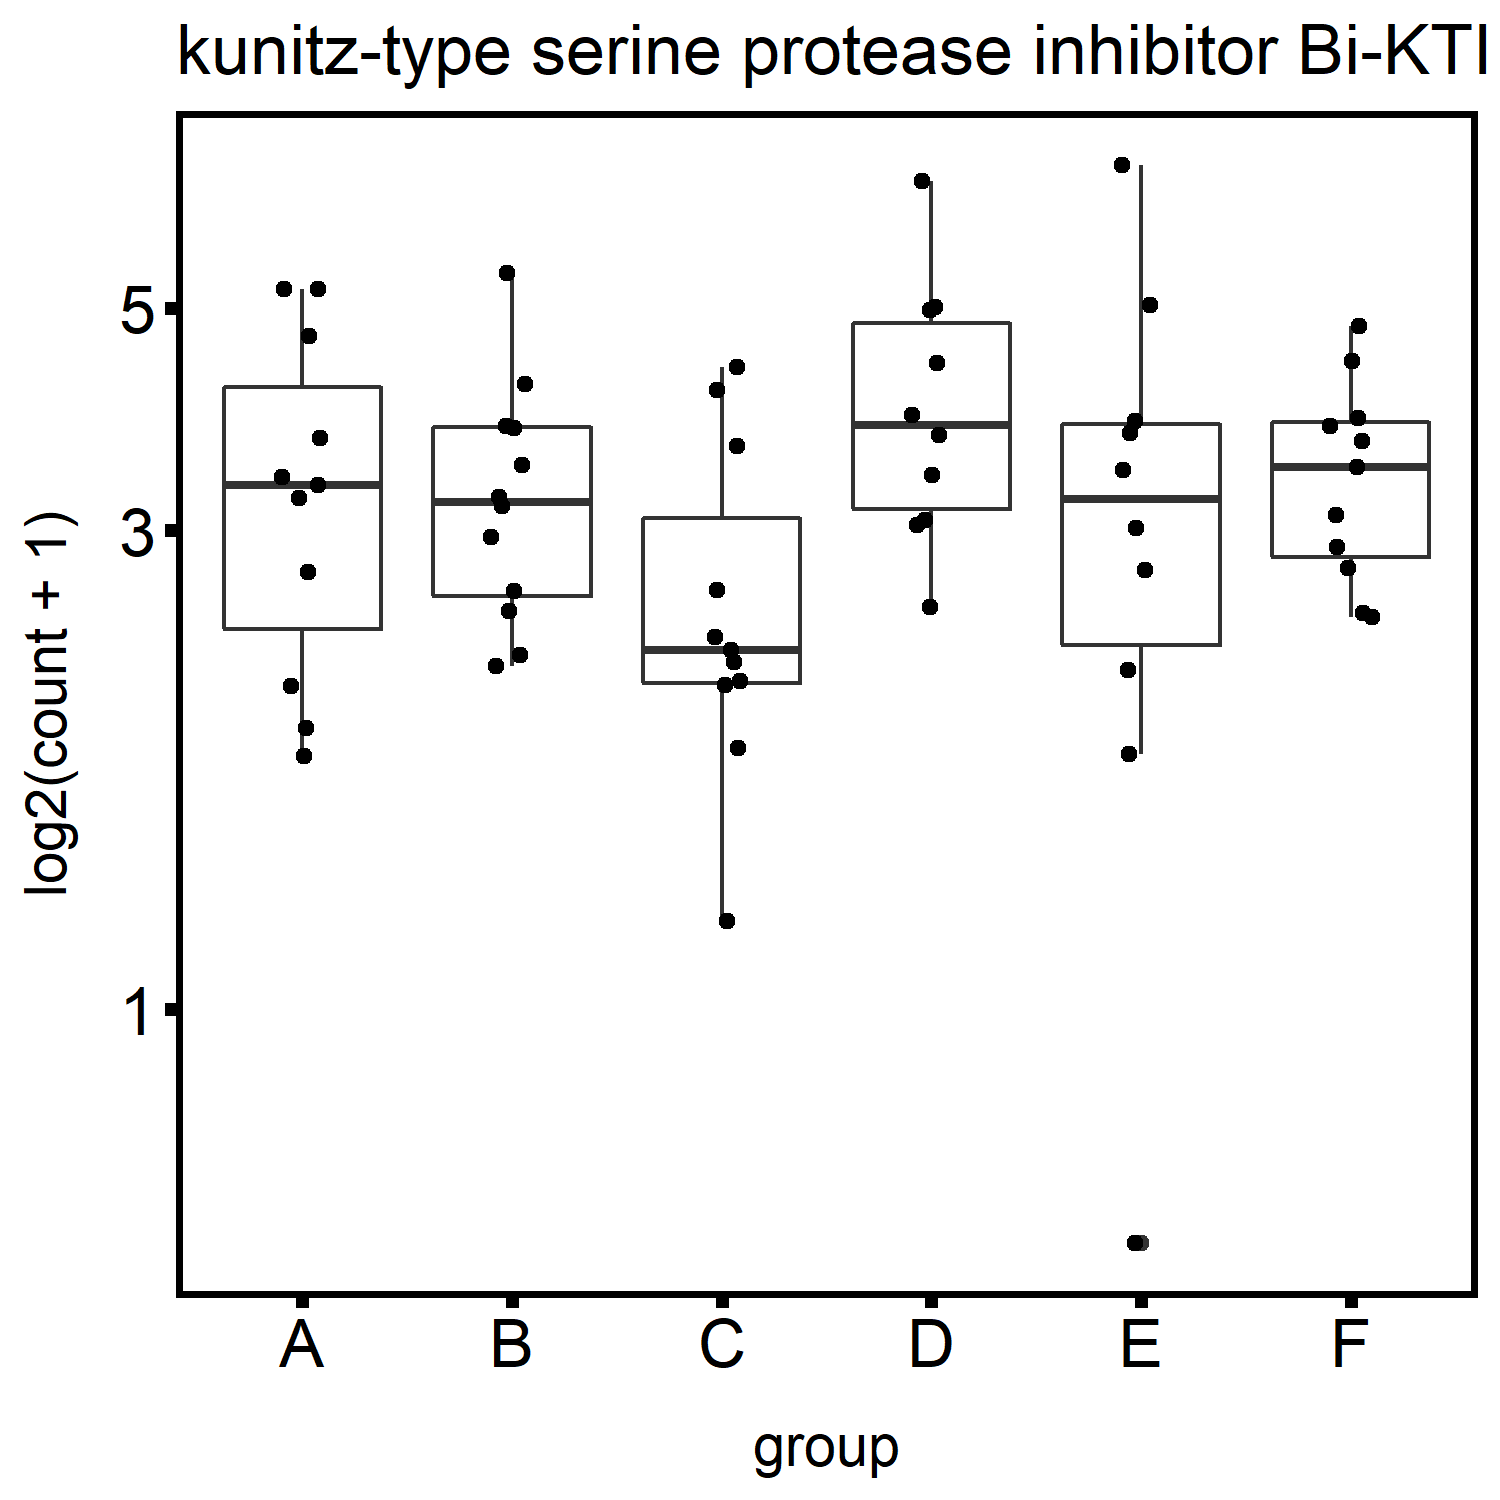 kunitz-type serine protease inhibitor Bi-KTI
log2(count + 1)
5
3
1
A B C D E F
group